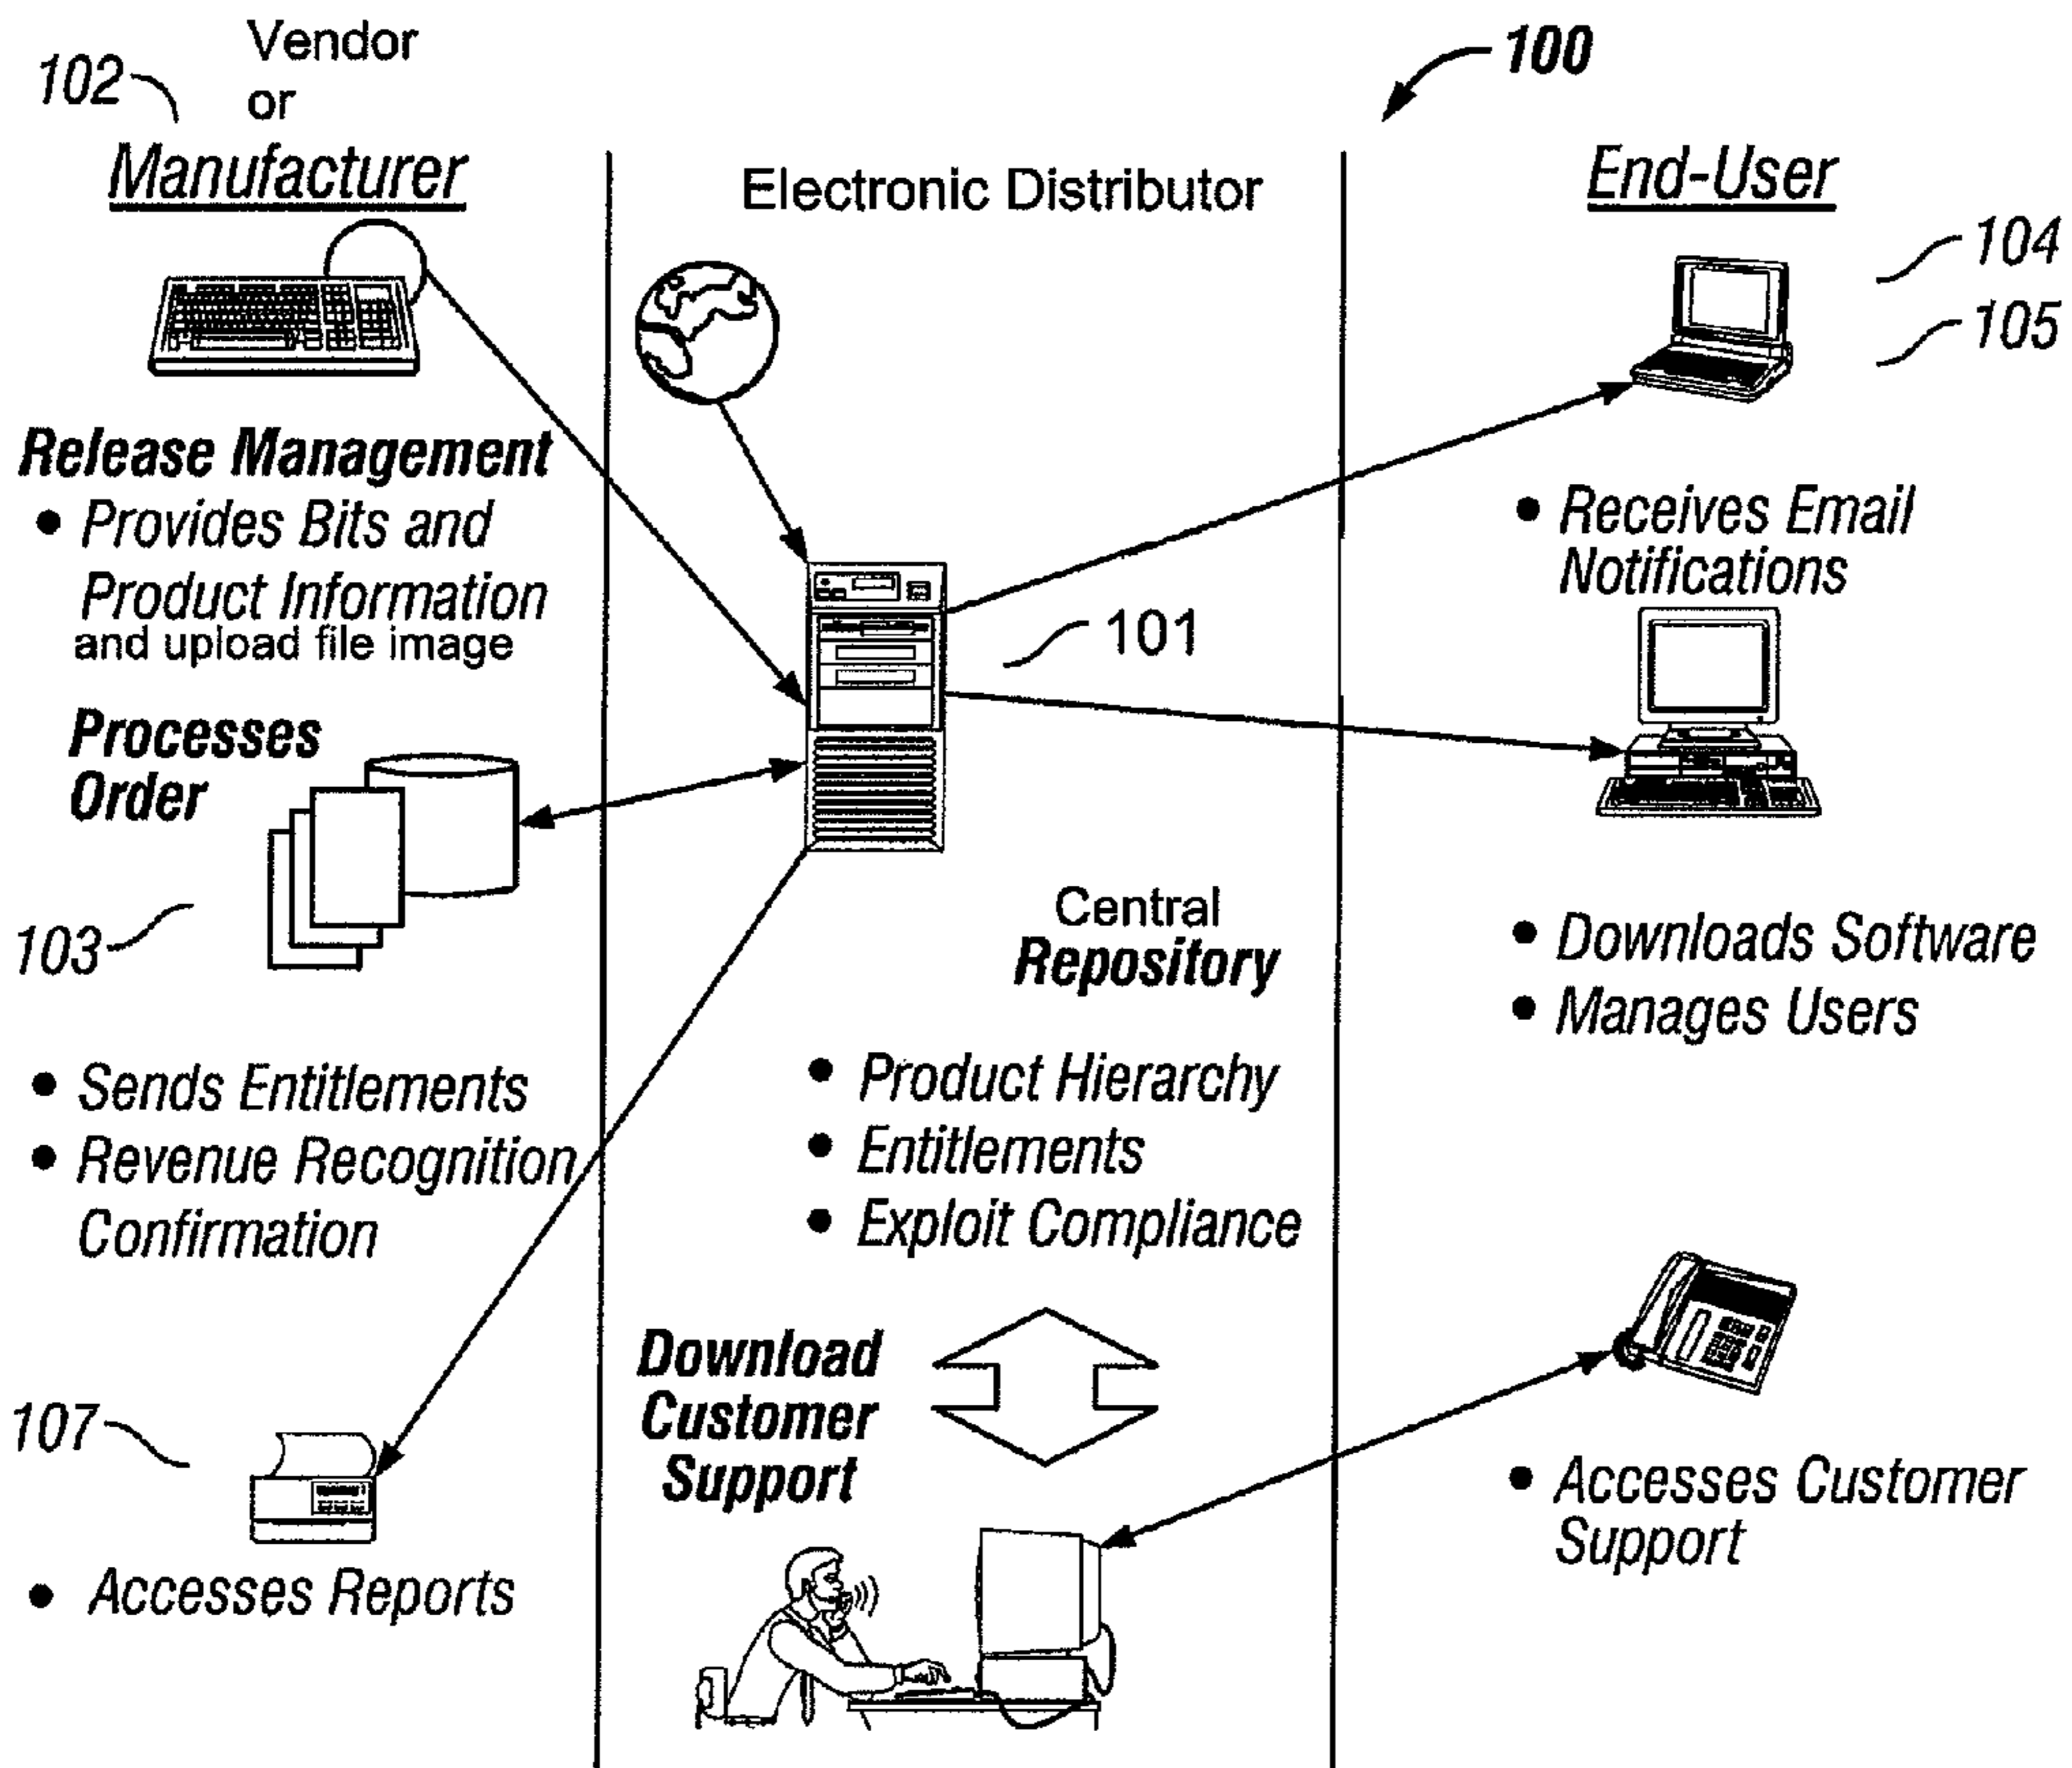 Vendor
or
Manufacturer
102
100
Electronic Distributor
End-User
104
105
Release Management
• Provides Bits and
Product Information
and upload file image
• Receives Email
Notifications
101
Processes
Order
103
Central
Repository
• Downloads Software
• Manages Users
• Sends Entitlements
• Revenue Recognition
Confirmation
• Product Hierarchy
• Entitlements
• Exploit Compliance
Download
Customer
Support
107
• Accesses Reports
• Accesses Customer
Support